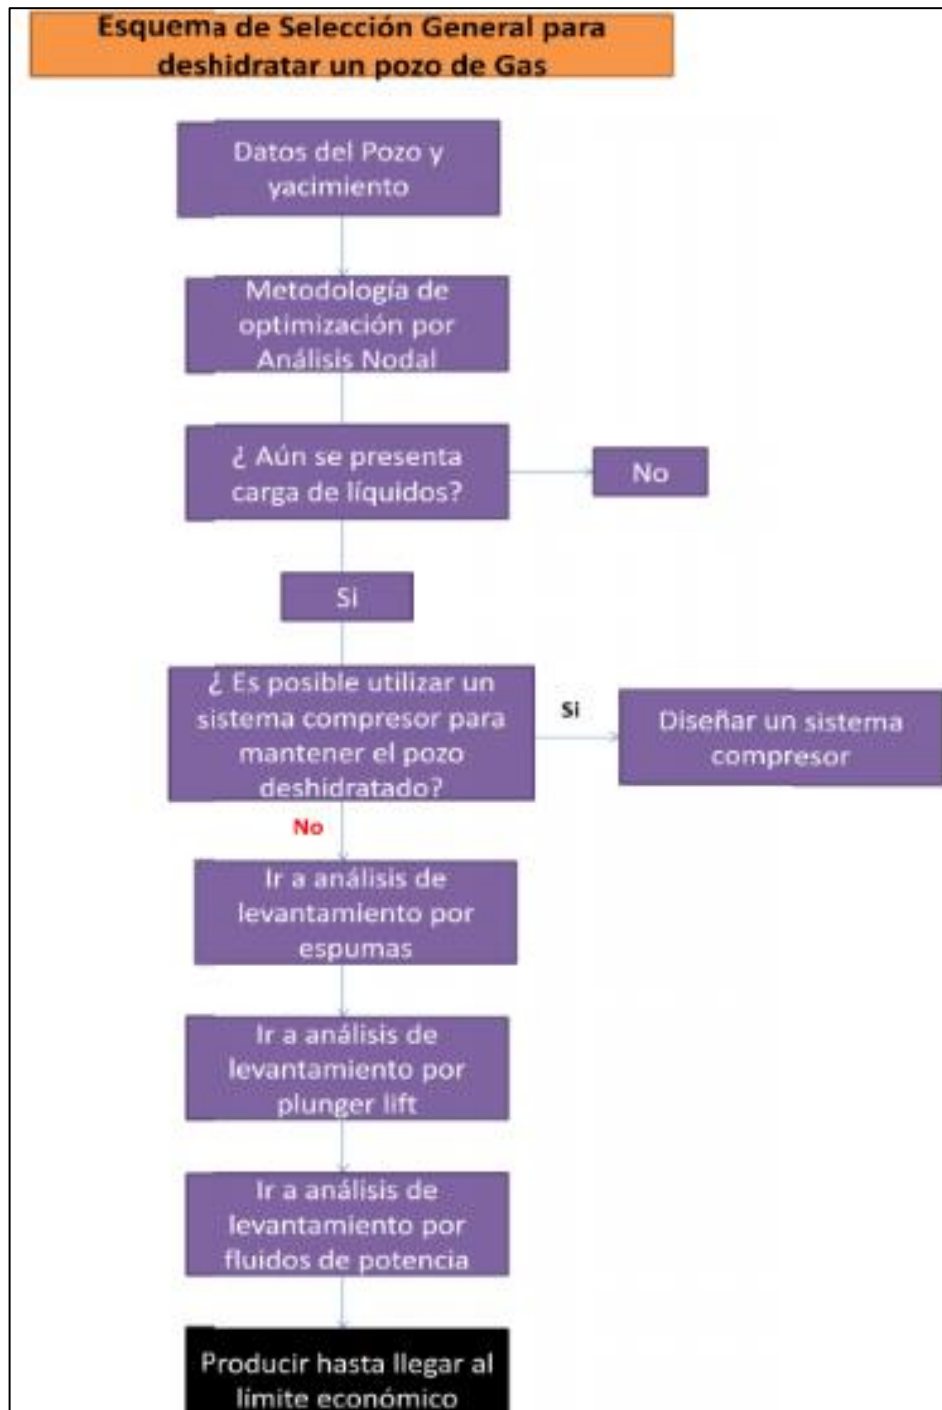 Esquema de Selección General para
deshidratar un pozo de Gas
Datos del Pozo y
yacimiento
Metodología de
optimización por
Análisis Nodal
¿ Aún se presenta
carga de líquidos?
No
Si
¿ Es posible utilizar un
sistema compresor para
mantener el pozo
deshidratado?
Si
Diseñar un sistema
compresor
No
Ir a análisis de
levantamiento por
espumas
Ir a análisis de
levantamiento por
plunger lift
Ir a análisis de
levantamiento por
fluidos de potencia
Producir hasta llegar al
límite económico